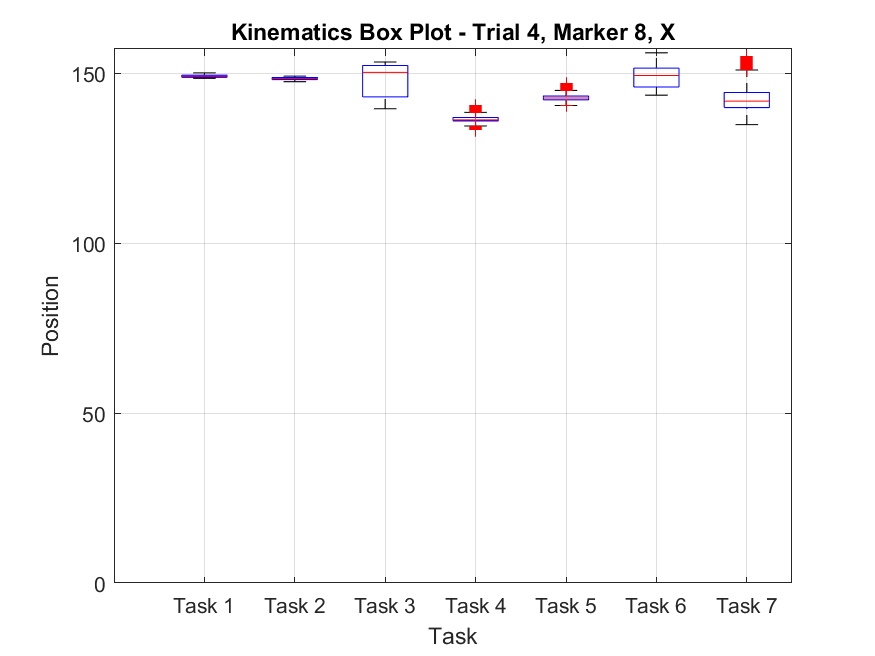 Kinematics Box Plot - Trial 4, Marker 8, X
150
100
50
0
Position
Task 1 Task 2 Task 3 Task 4 Task 5 Task 6 Task 7
Task